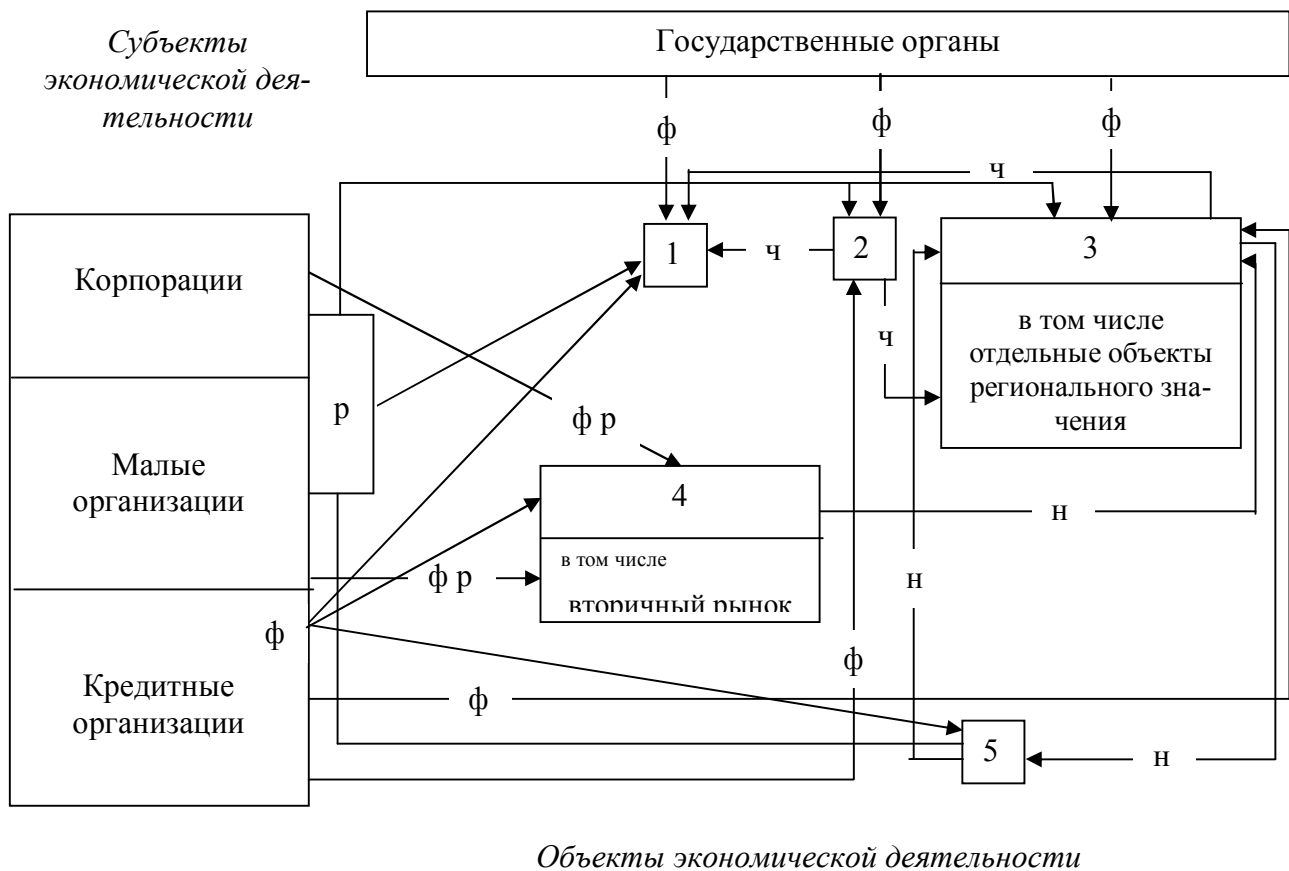 Субъекты
экономической дея-
тельности
Государственные органы
ф
ф
ф
ч
1
ч
2
3
Корпорации
ч
в том числе
отдельные объекты
регионального зна-
чения
р
ф р
Малые
организации
4
н
в том числе
ф р
н
вторичный рынок
ф
ф
Кредитные
организации
ф
5
н
Объекты экономической деятельности